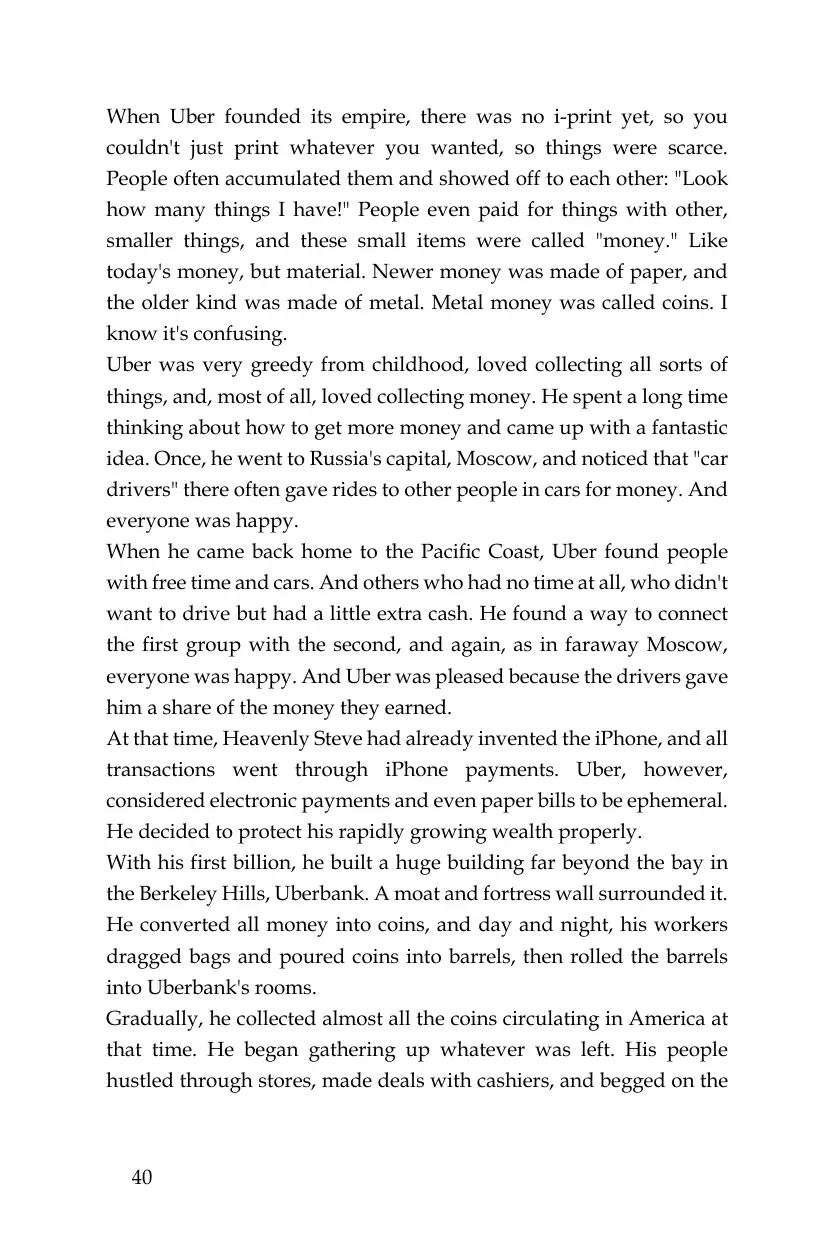 When Uber founded its empire, there was no i-print yet, so you
couldn't just print whatever you wanted, so things were scarce.
People often accumulated them and showed off to each other: "Look
how many things I have!" People even paid for things with other,
smaller things, and these small items were called "money." Like
today's money, but material. Newer money was made of paper, and
the older kind was made of metal. Metal money was called coins. I
know it's confusing.
Uber was very greedy from childhood, loved collecting all sorts of
things, and, most of all, loved collecting money. He spent a long time
thinking about how to get more money and came up with a fantastic
idea. Once, he went to Russia's capital, Moscow, and noticed that "car
drivers" there often gave rides to other people in cars for money. And
everyone was happy.
When he came back home to the Pacific Coast, Uber found people
with free time and cars. And others who had no time at all, who didn't
want to drive but had a little extra cash. He found a way to connect
the first group with the second, and again, as in faraway Moscow,
everyone was happy. And Uber was pleased because the drivers gave
him a share of the money they earned.
At that time, Heavenly Steve had already invented the iPhone, and all
transactions went through iPhone payments. Uber, however,
considered electronic payments and even paper bills to be ephemeral.
He decided to protect his rapidly growing wealth properly.
With his first billion, he built a huge building far beyond the bay in
the Berkeley Hills, Uberbank. A moat and fortress wall surrounded it.
He converted all money into coins, and day and night, his workers
dragged bags and poured coins into barrels, then rolled the barrels
into Uberbank's rooms.
Gradually, he collected almost all the coins circulating in America at
that time. He began gathering up whatever was left. His people
hustled through stores, made deals with cashiers, and begged on the
40